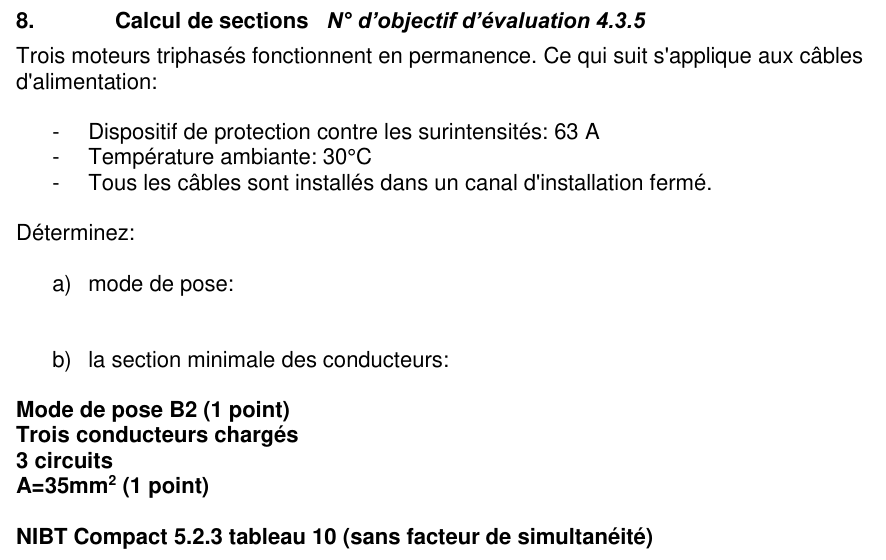 8. Calcul de sections N° d'objectif d'évaluation 4.3.5
Trois moteurs triphasés fonctionnent en permanence. Ce qui suit s'applique aux câbles
d'alimentation:
- Dispositif de protection contre les surintensités: 63 A
- Température ambiante: 30°C
- Tous les câbles sont installés dans un canal d'installation fermé.
Déterminez:
a) mode de pose:
b) la section minimale des conducteurs:
Mode de pose B2 (1 point)
Trois conducteurs chargés
3 circuits
A=35mm² (1 point)
NIBT Compact 5.2.3 tableau 10 (sans facteur de simultanéité)